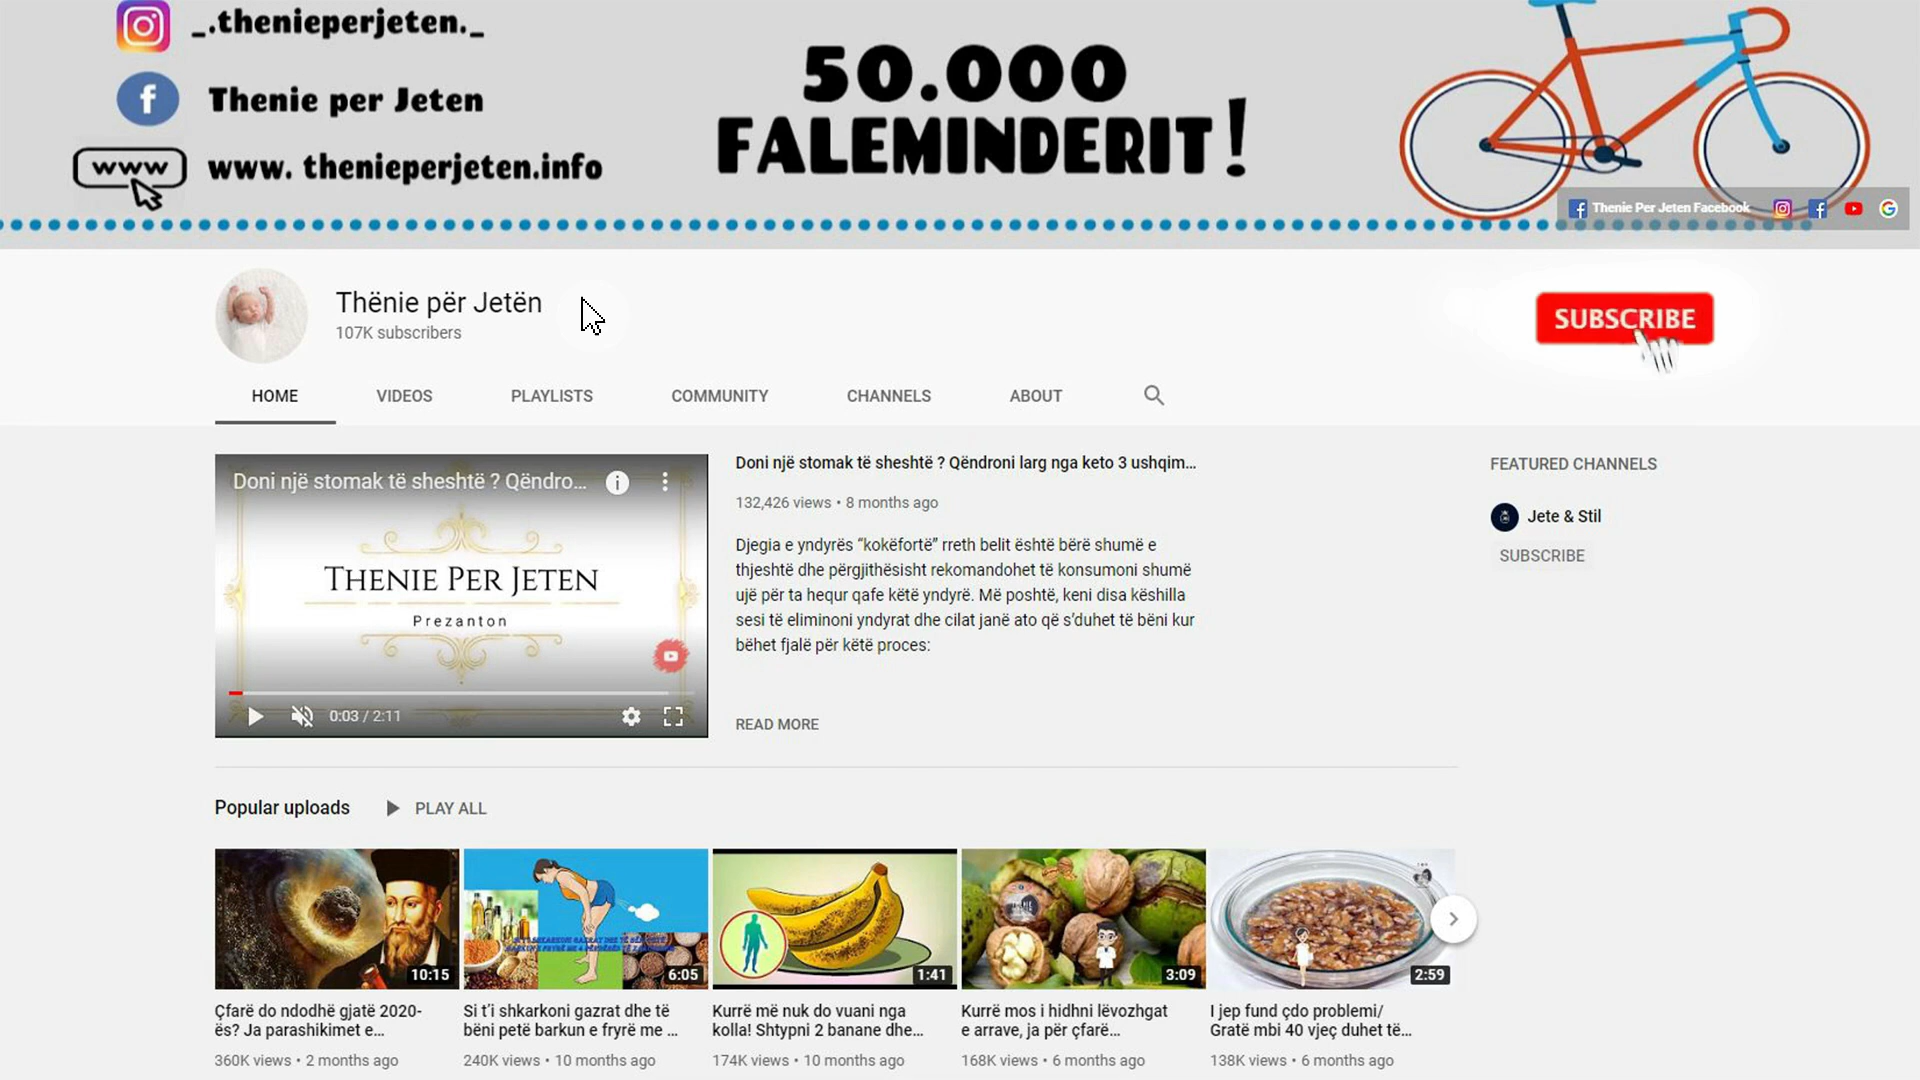 _.thenieperjeten._
Thenie per Jeten
www
www. thenieperjeten.info
50.000
FALEMINDERIT!
Thenie Per Jeten Facebook
Thënie për Jetën
107K subscribers
SUBSCRIBE
HOME
VIDEOS
PLAYLISTS
COMMUNITY
CHANNELS
ABOUT
Doni një stomak të sheshtë ? Qëndro...
THENIE PER JETEN
Prezanton
0:03 / 2:11
Doni një stomak të sheshtë ? Qëndroni larg nga keto 3 ushqim...
132,426 views • 8 months ago
Djegia e yndyrës “kokëfortë” rreth belit është bërë shumë e
thjeshtë dhe përgjithësisht rekomandohet të konsumoni shumë
ujë për ta hequr qafe këtë yndyrë. Më poshtë, keni disa këshilla
sesi të eliminoni yndyrat dhe cilat janë ato që s’duhet të bëni kur
bëhet fjalë për këtë proces:
READ MORE
FEATURED CHANNELS
Jete & Stil
SUBSCRIBE
Popular uploads
PLAY ALL
10:15
6:05
1:41
3:09
2:59
Çfarë do ndodhë gjatë 2020-
ës? Ja parashikimet e...
360K views • 2 months ago
Si t’i shkarkoni gazrat dhe të
bëni petë barkun e fryrë me ...
240K views • 10 months ago
Kurrë më nuk do vuani nga
kolla! Shtypni 2 banane dhe...
174K views • 10 months ago
Kurrë mos i hidhni lëvozhgat
e arrave, ja për çfarë...
168K views • 6 months ago
I jep fund çdo problemi/
Gratë mbi 40 vjeç duhet të...
138K views • 6 months ago